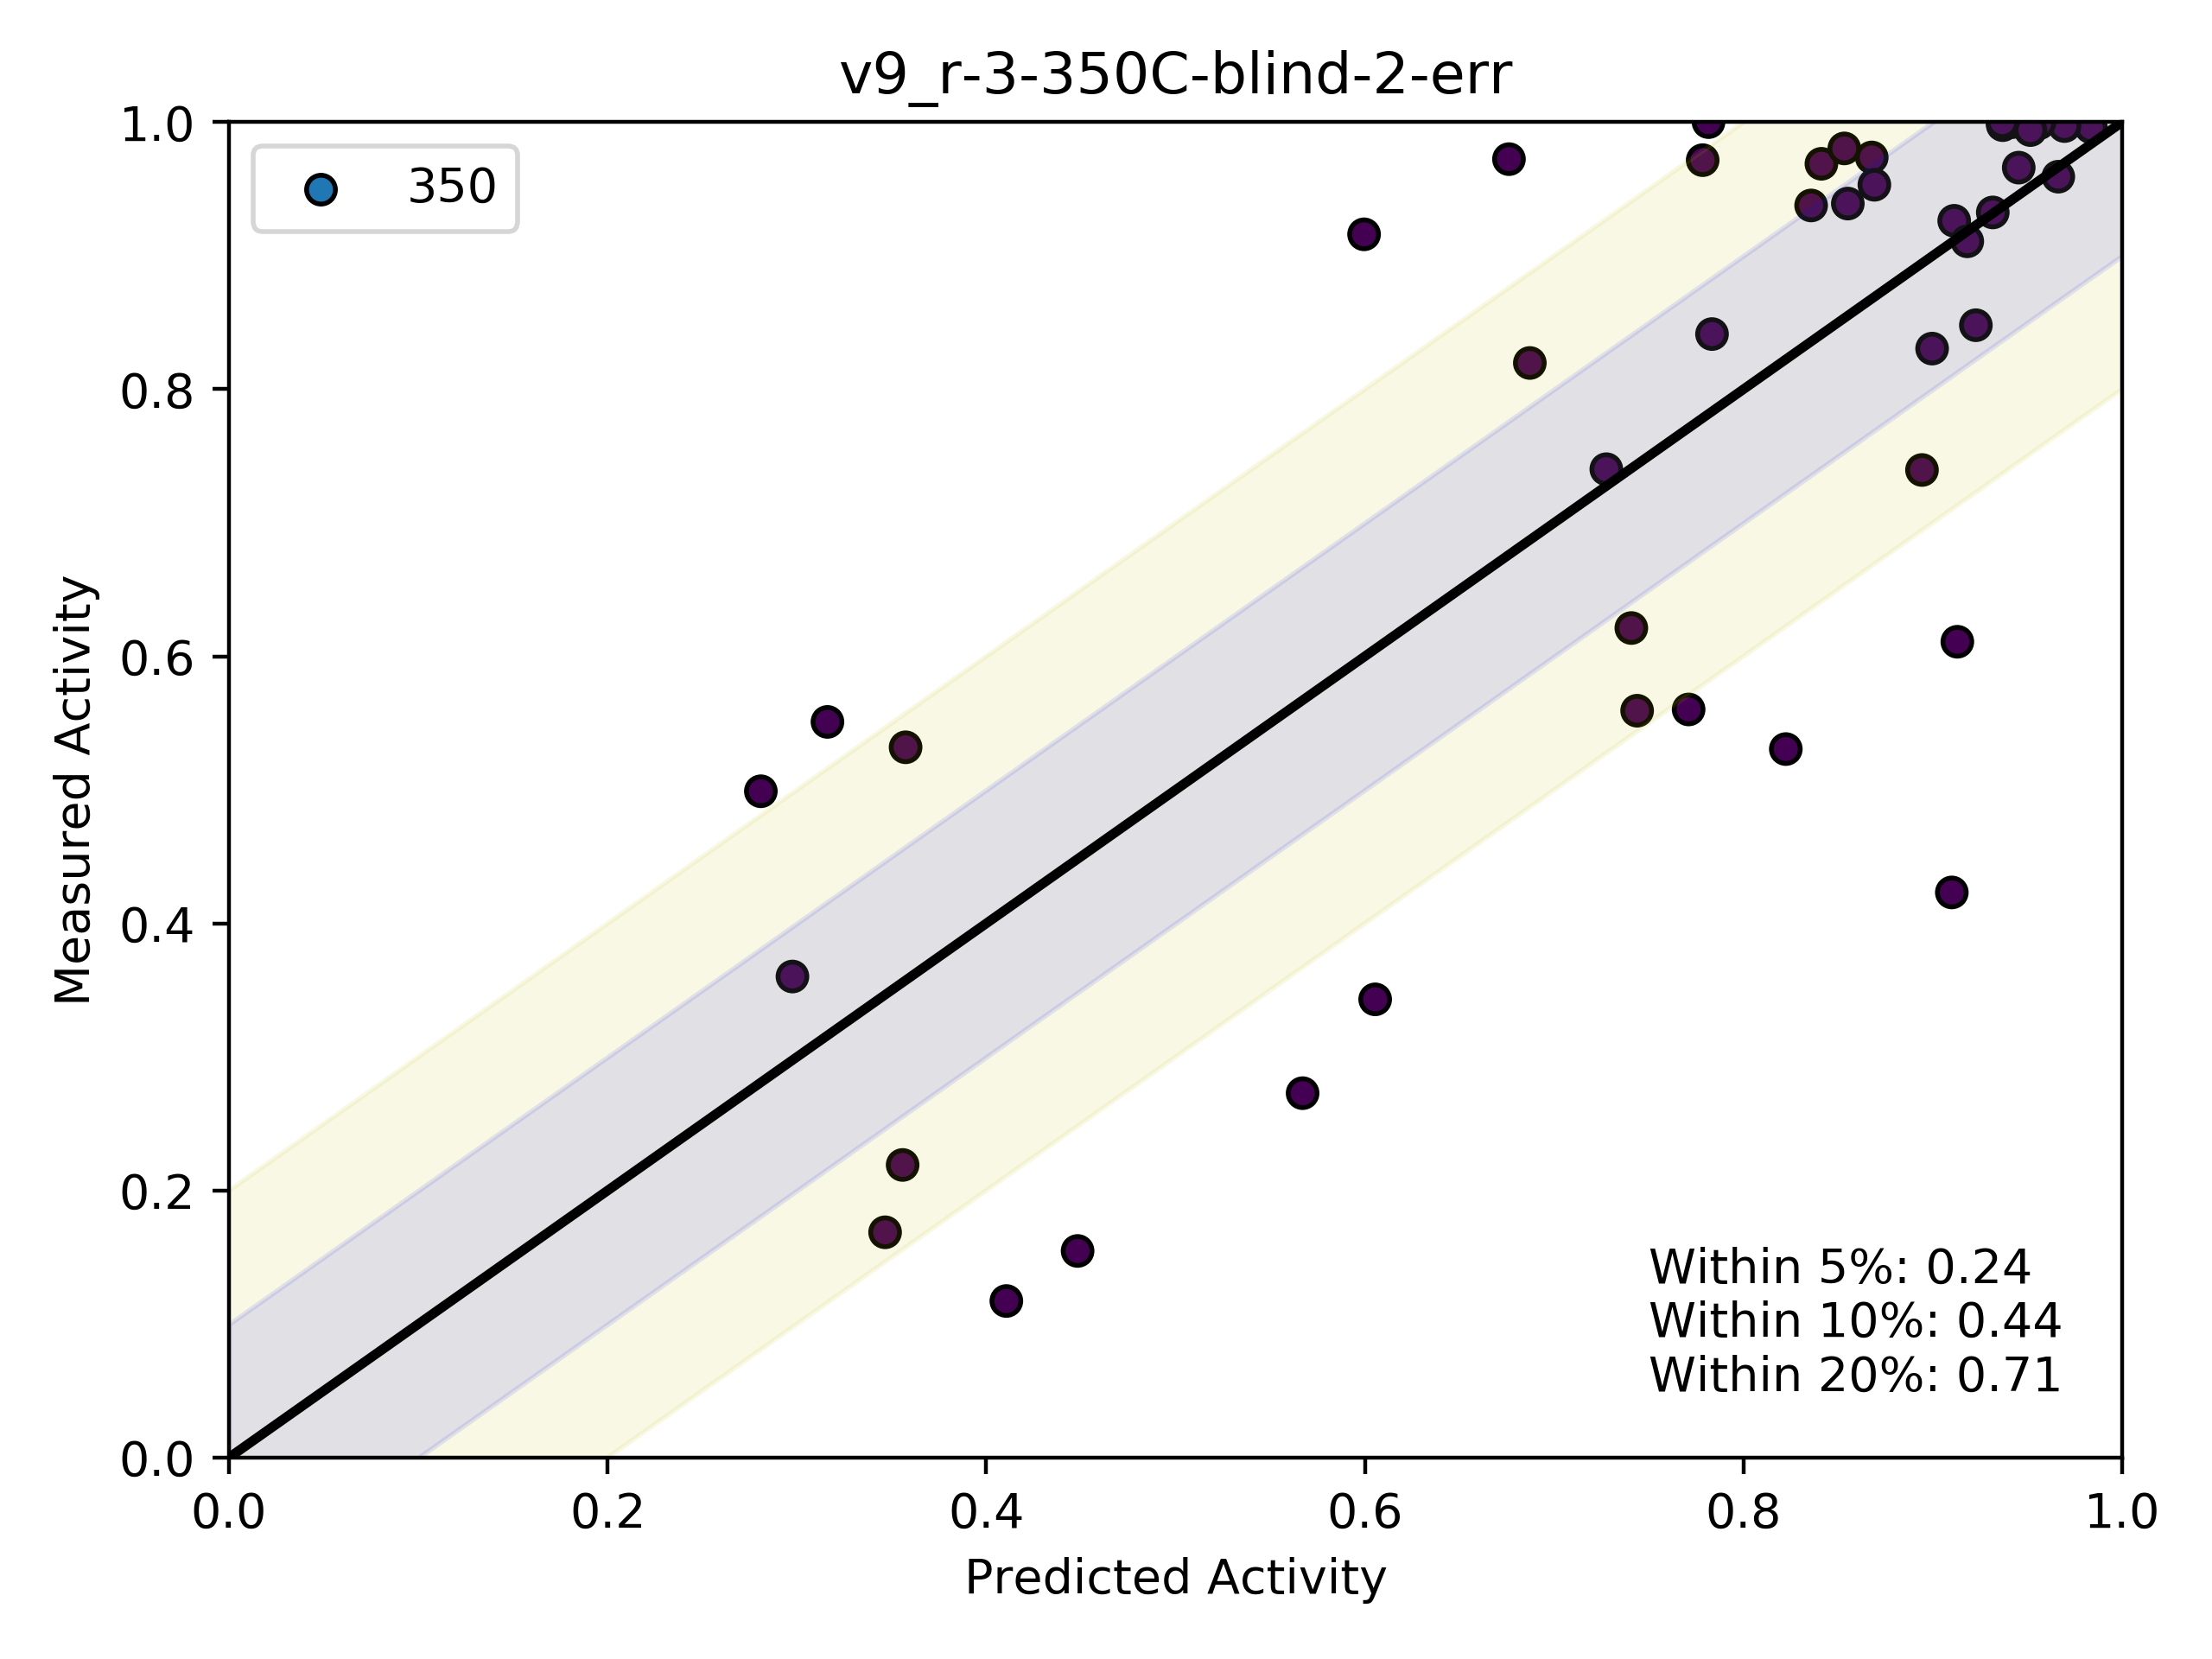 v9_r-3-350C-blind-2-err
350
Measured Activity
1.0
0.8
0.6
0.4
0.2
0.0
Within 5%: 0.24
Within 10%: 0.44
Within 20%: 0.71
0.0 0.2 0.4 0.6 0.8 1.0
Predicted Activity